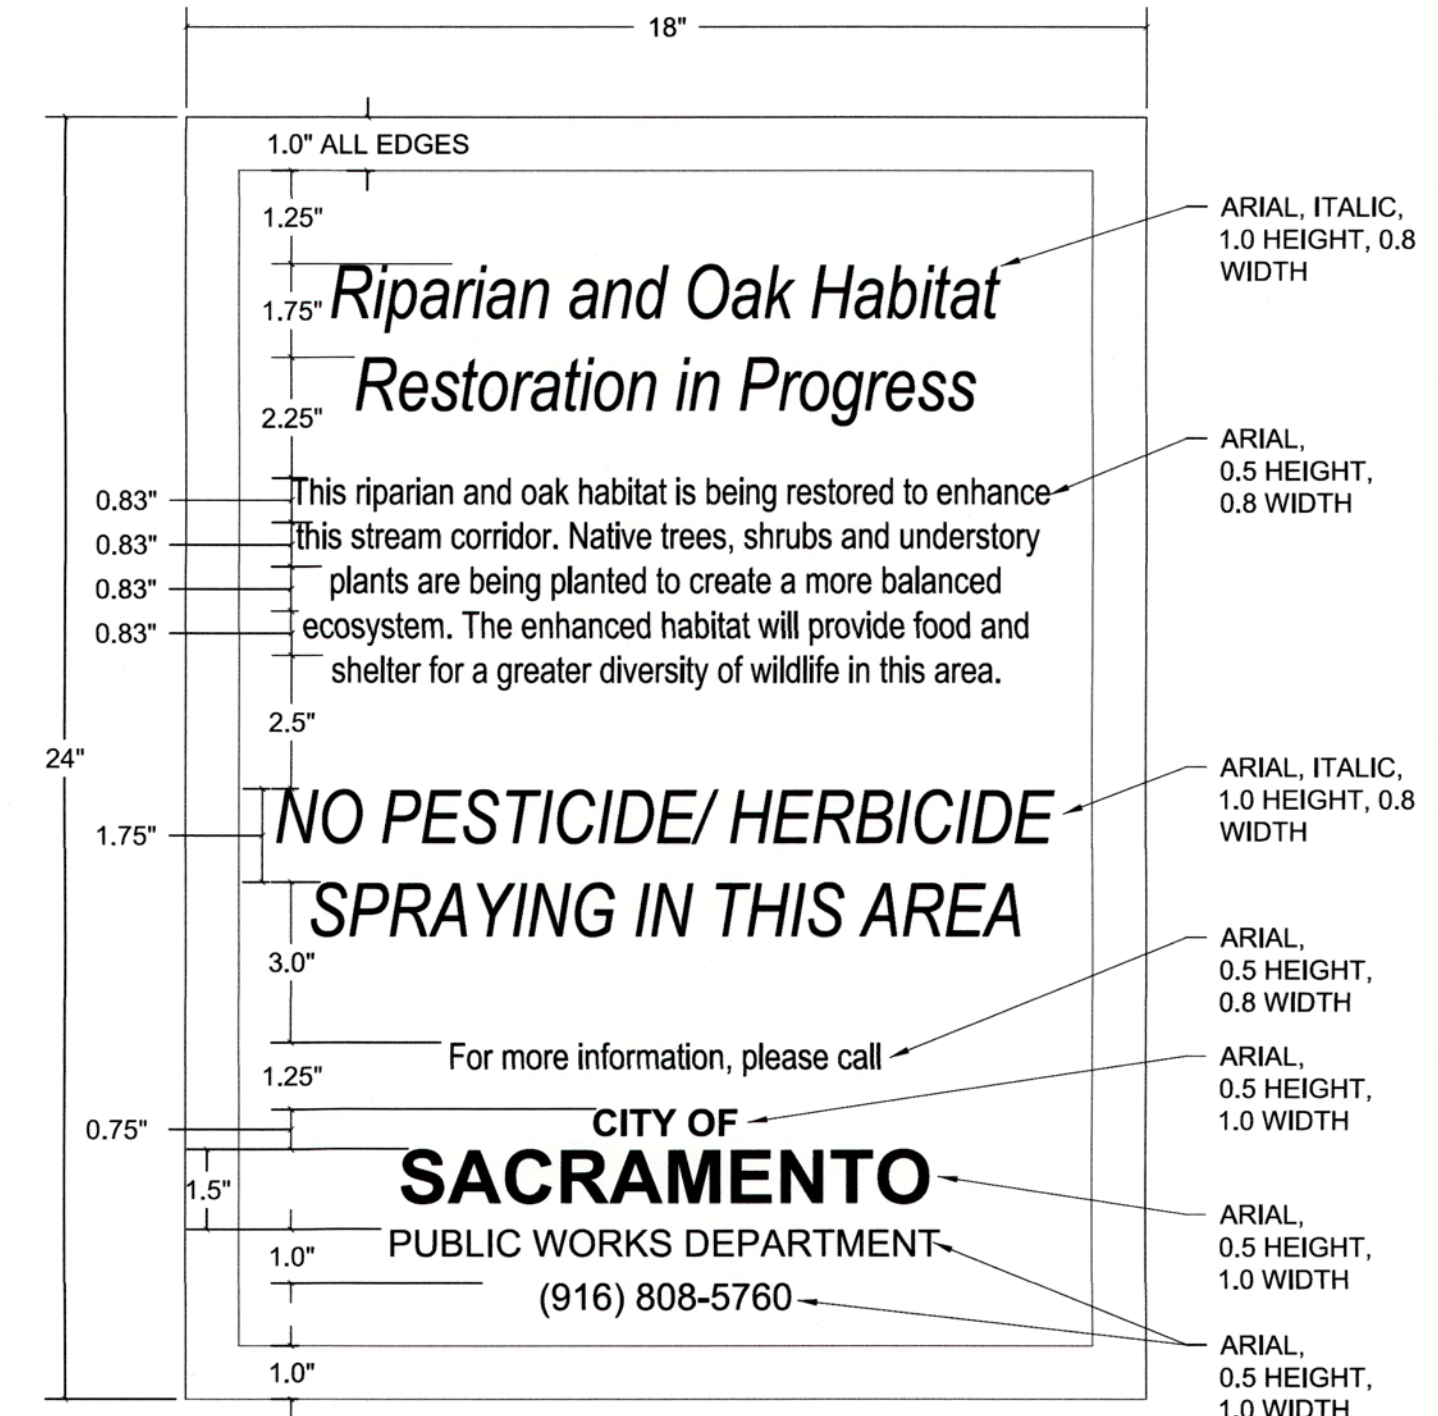 18"
1.0" ALL EDGES
1.25"
ARIAL, ITALIC,
1.0 HEIGHT, 0.8
WIDTH
1.75"
Riparian and Oak Habitat
Restoration in Progress
2.25"
ARIAL,
0.5 HEIGHT,
0.8 WIDTH
0.83"
This riparian and oak habitat is being restored to enhance
0.83"
this stream corridor. Native trees, shrubs and understory
0.83"
plants are being planted to create a more balanced
0.83"
ecosystem. The enhanced habitat will provide food and
shelter for a greater diversity of wildlife in this area.
2.5"
24"
ARIAL, ITALIC,
1.0 HEIGHT, 0.8
WIDTH
1.75"
NO PESTICIDE/ HERBICIDE
SPRAYING IN THIS AREA
3.0"
ARIAL,
0.5 HEIGHT,
0.8 WIDTH
For more information, please call
1.25"
ARIAL,
0.5 HEIGHT,
1.0 WIDTH
0.75"
CITY OF
SACRAMENTO
1.5"
ARIAL,
0.5 HEIGHT,
1.0 WIDTH
PUBLIC WORKS DEPARTMENT
1.0"
(916) 808-5760
ARIAL,
0.5 HEIGHT,
1.0 WIDTH
1.0"